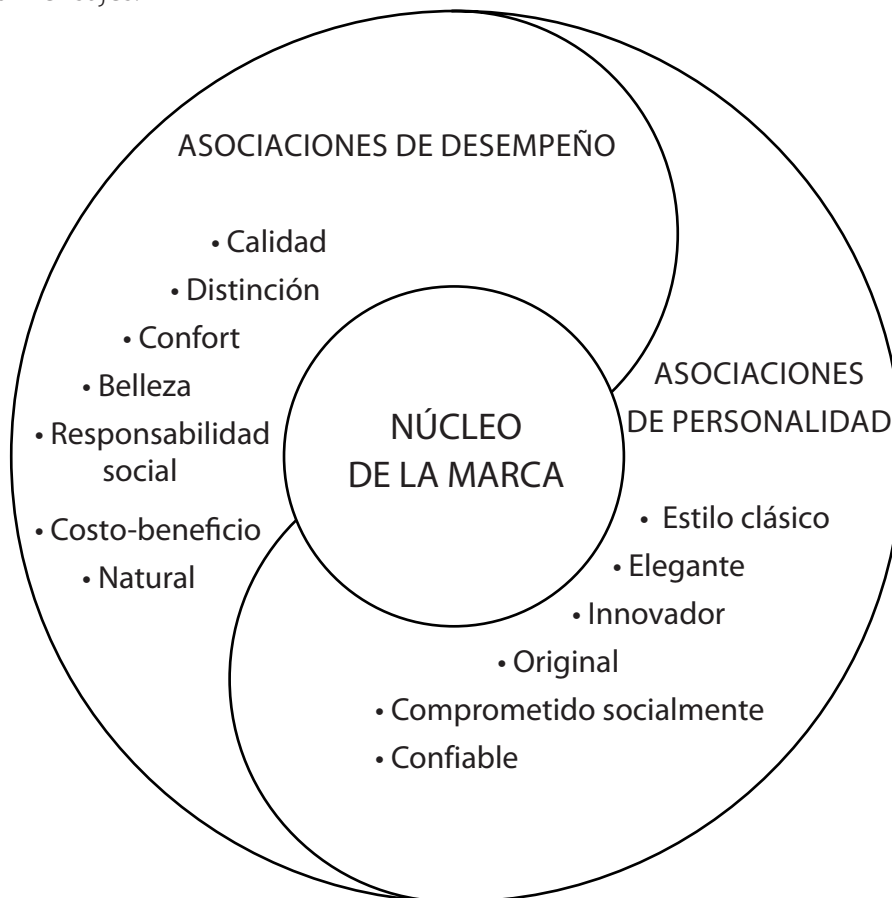 ASOCIACIONES DE DESEMPEÑO
• Calidad
• Distinción
• Confort
• Belleza
• Responsabilidad
social
• Costo-beneficio
• Natural
NÚCLEO
DE LA MARCA
ASOCIACIONES
DE PERSONALIDAD
• Estilo clásico
• Elegante
• Innovador
• Original
• Comprometido socialmente
• Confiable